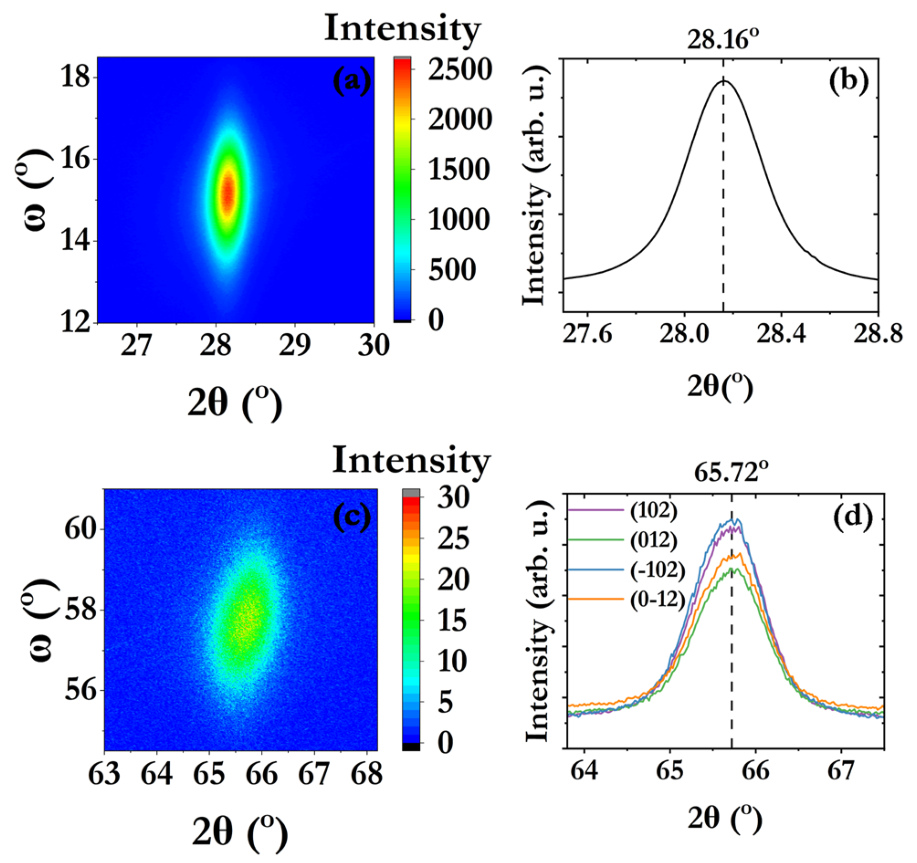 Intensity
(a)
18
16
14
12
ω (°)
2500
2000
1500
1000
500
0
27 28 29 30
2θ (°)
28.16°
(b)
Intensity (arb. u.)
27.6 28.0 28.4 28.8
2θ(°)
Intensity
(c)
60
58
56
ω (°)
30
25
20
15
10
5
0
63 64 65 66 67 68
2θ (°)
65.72°
(d)
(102)
(012)
(-102)
(0-12)
Intensity (arb. u.)
64 65 66 67
2θ (°)